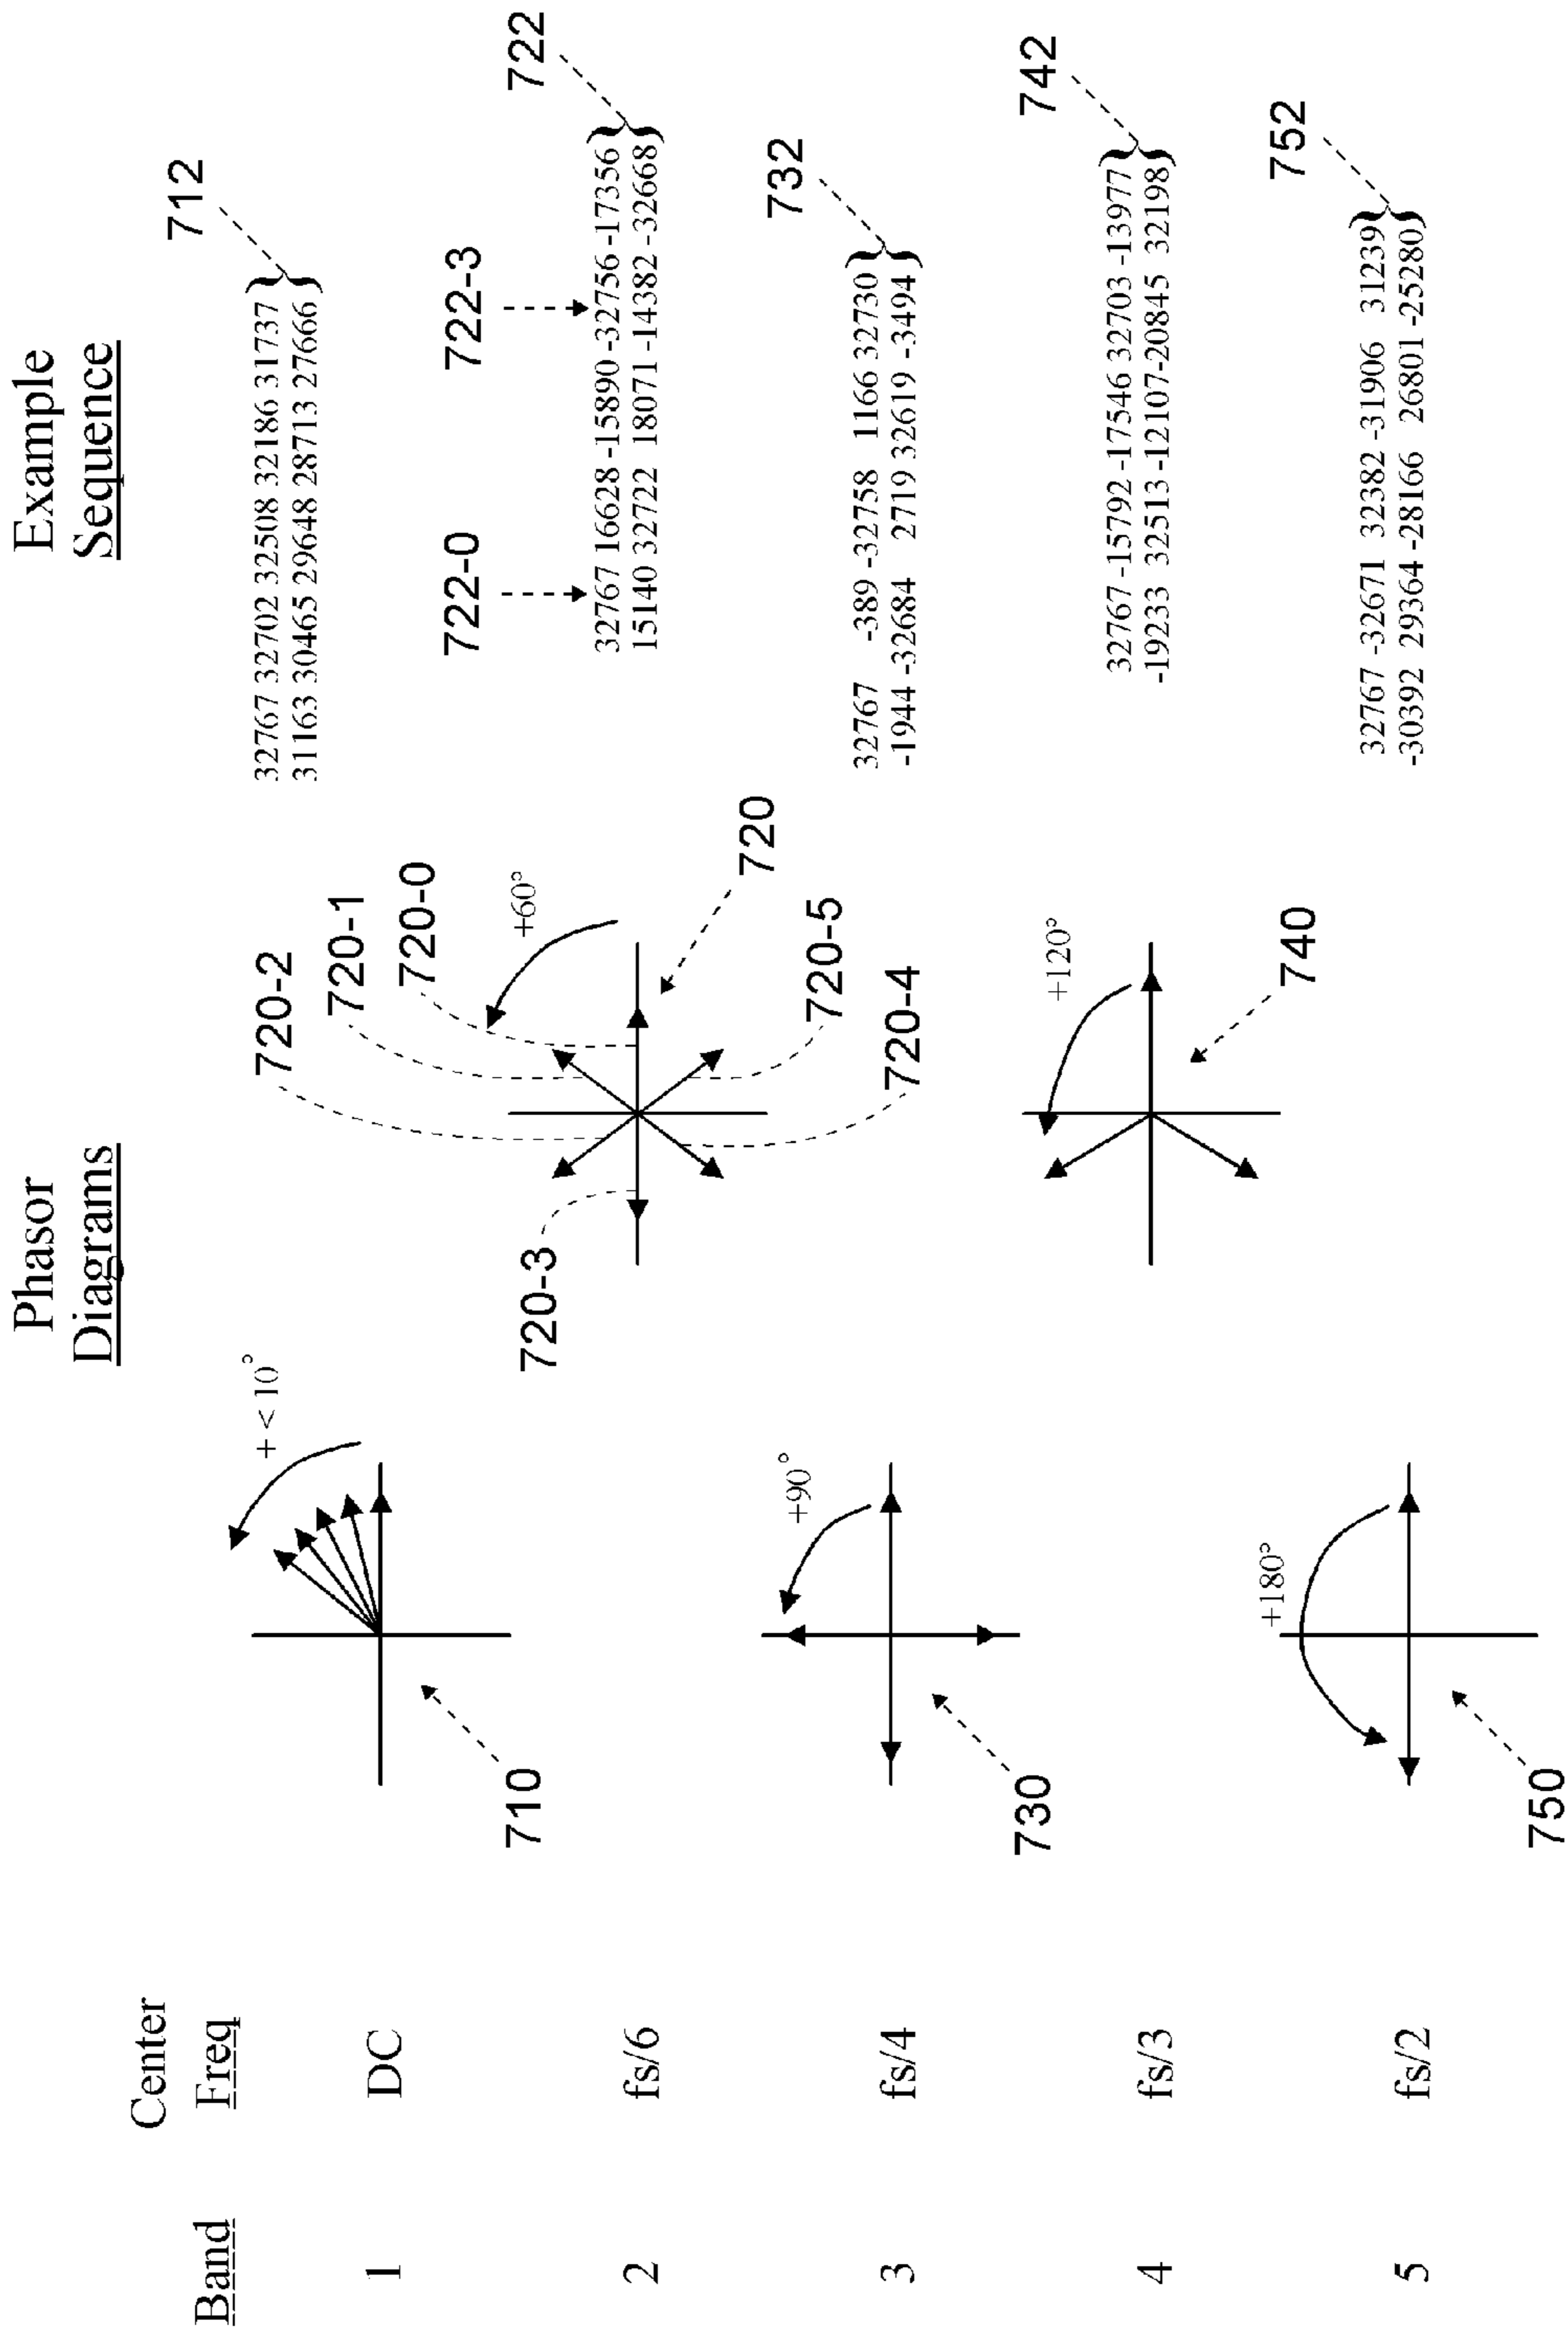 Center
Band Freq
Phasor
Diagrams
Example
Sequence
1 DC
+ < 10°
710
32767 32702 32508 32186 31737
31163 30465 29648 28713 27666
712
2 fs/6
720-2
720-1
720-0
+60°
720-3
720
720-5
720-4
722-0
722-3
32767 16628 -15890 -32756 -17356
15140 32722 18071 -14382 -32668
722
3 fs/4
+90°
730
32767 -389 -32758 1166 32730
-1944 -32684 2719 32619 -3494
732
4 fs/3
+120°
740
32767 -15792 -17546 32703 -13977
-19233 32513 -12107-20845 32198
742
5 fs/2
+180°
750
32767 -32671 32382 -31906 31239
-30392 29364 -28166 26801 -25280
752